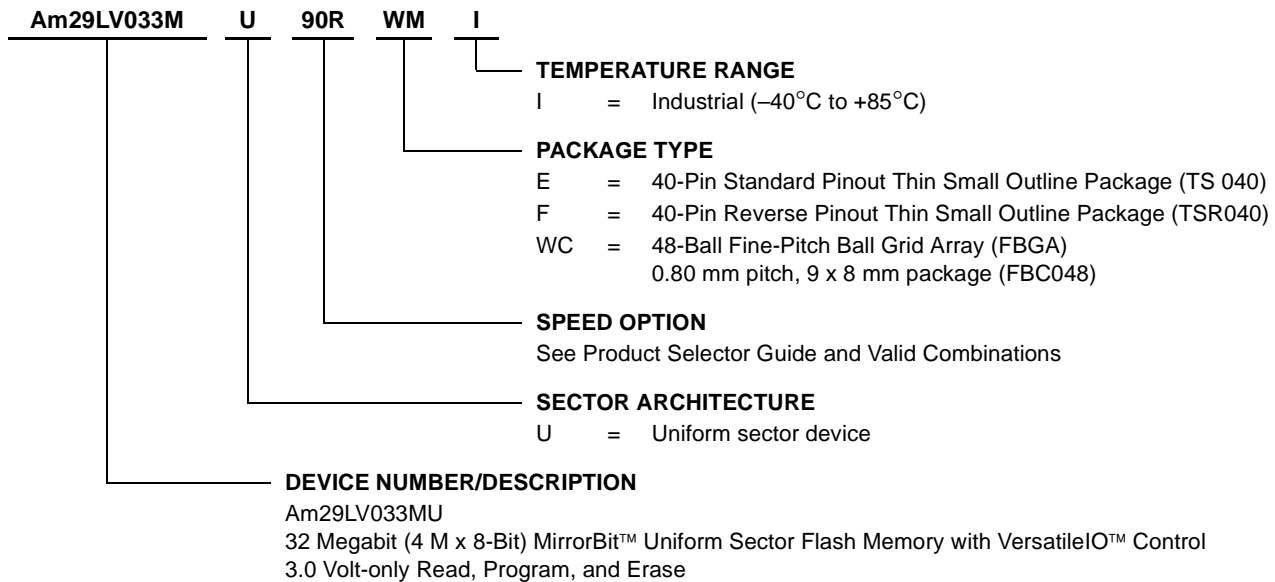 Am29LV033M U 90R WM I
TEMPERATURE RANGE
I = Industrial (–40°C to +85°C)
PACKAGE TYPE
E = 40-Pin Standard Pinout Thin Small Outline Package (TS 040)
F = 40-Pin Reverse Pinout Thin Small Outline Package (TSR040)
WC = 48-Ball Fine-Pitch Ball Grid Array (FBGA)
0.80 mm pitch, 9 x 8 mm package (FBC048)
SPEED OPTION
See Product Selector Guide and Valid Combinations
SECTOR ARCHITECTURE
U = Uniform sector device
DEVICE NUMBER/DESCRIPTION
Am29LV033MU
32 Megabit (4 M x 8-Bit) MirrorBit™ Uniform Sector Flash Memory with VersatileIO™ Control
3.0 Volt-only Read, Program, and Erase